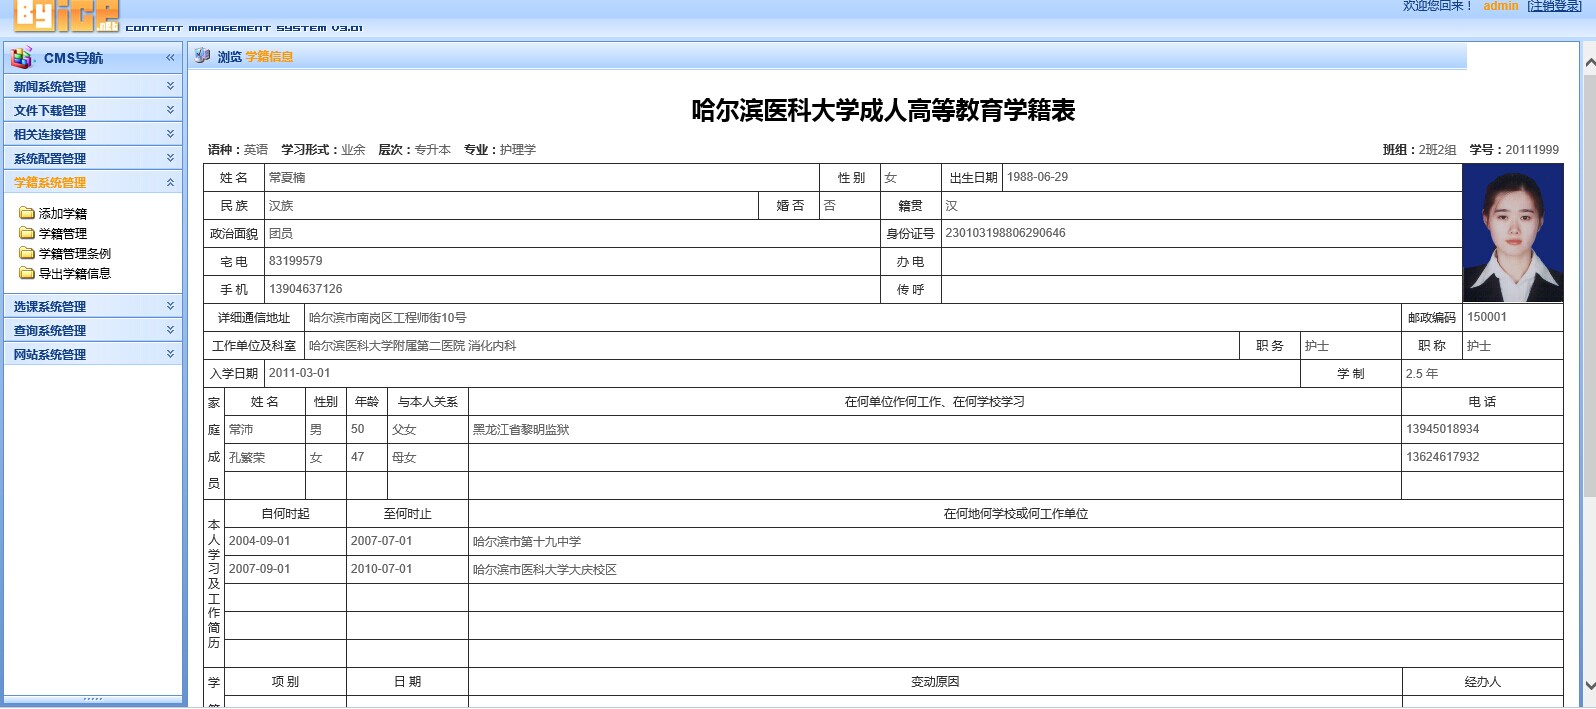 Byicp.net CONTENT MANAGEMENT SYSTEM V3.01
欢迎您回来！ admin [注销登录]
CMS导航
新闻系统管理
文件下载管理
相关连接管理
系统配置管理
学籍系统管理
添加学籍
学籍管理
学籍管理条例
导出学籍信息
选课系统管理
查询系统管理
网站系统管理
浏览 学籍信息
哈尔滨医科大学成人高等教育学籍表
语种：英语 学习形式：业余 层次：专升本 专业：护理学 班组：2班2组 学号：20111999
姓 名 常夏楠 性 别 女 出生日期 1988-06-29
民 族 汉族 婚 否 否 籍贯 汉
政治面貌 团员 身份证号 230103198806290646
宅 电 83199579 办 电
手 机 13904637126 传 呼
详细通信地址 哈尔滨市南岗区工程师街10号 邮政编码 150001
工作单位及科室 哈尔滨医科大学附属第二医院 消化内科 职 务 护士 职 称 护士
入学日期 2011-03-01 学 制 2.5 年
家庭成员 姓 名 性别 年龄 与本人关系 在何单位作何工作、在何学校学习 电 话
常沛 男 50 父女 黑龙江省黎明监狱 13945018934
孔繁荣 女 47 母女 13624617932
本人学习及工作简历 自何时起 至何时止 在何地何学校或何工作单位
2004-09-01 2007-07-01 哈尔滨市第十九中学
2007-09-01 2010-07-01 哈尔滨市医科大学大庆校区
学 项 别 日 期 变动原因 经办人